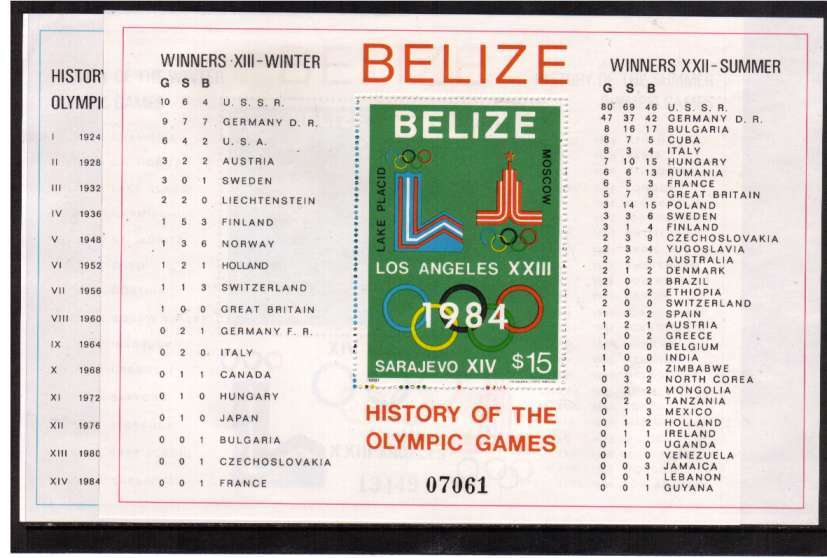 HISTORY
OLYMPIC
I 1924
II 1928
III 1932
IV 1936
V 1948
VI 1952
VII 1956
VIII 1960
IX 1964
X 1968
XI 1972
XII 1976
XIII 1980
XIV 1984
WINNERS XIII-WINTER
G S B
10 6 4 U. S. S. R.
9 7 7 GERMANY D. R.
6 4 2 U. S. A.
3 2 2 AUSTRIA
3 0 1 SWEDEN
2 2 0 LIECHTENSTEIN
1 5 3 FINLAND
1 3 6 NORWAY
1 2 1 HOLLAND
1 1 3 SWITZERLAND
1 0 0 GREAT BRITAIN
0 2 1 GERMANY F. R.
0 2 0 ITALY
0 1 1 CANADA
0 1 0 HUNGARY
0 1 0 JAPAN
0 0 1 BULGARIA
0 0 1 CZECHOSLOVAKIA
0 0 1 FRANCE
BELIZE
BELIZE
LAKE PLACID
MOSCOW
LOS ANGELES XXIII
1984
SARAJEVO XIV $15
1981
HISTORY OF THE
OLYMPIC GAMES
07061
WINNERS XXII-SUMMER
G S B
80 69 46 U. S. S. R.
47 37 42 GERMANY D. R.
8 16 17 BULGARIA
8 7 5 CUBA
8 3 4 ITALY
7 10 15 HUNGARY
6 6 13 RUMANIA
6 5 3 FRANCE
5 7 9 GREAT BRITAIN
3 14 15 POLAND
3 3 6 SWEDEN
3 1 4 FINLAND
2 3 9 CZECHOSLOVAKIA
2 3 4 YUGOSLAVIA
2 2 5 AUSTRALIA
2 1 2 DENMARK
2 0 2 BRAZIL
2 0 2 ETHIOPIA
2 0 0 SWITZERLAND
1 3 2 SPAIN
1 2 1 AUSTRIA
1 0 2 GREECE
1 0 0 BELGIUM
1 0 0 INDIA
1 0 0 ZIMBABWE
0 3 2 NORTH COREA
0 2 2 MONGOLIA
0 2 0 TANZANIA
0 1 3 MEXICO
0 1 2 HOLLAND
0 1 1 IRELAND
0 1 0 UGANDA
0 1 0 VENEZUELA
0 0 3 JAMAICA
0 0 1 LEBANON
0 0 1 GUYANA